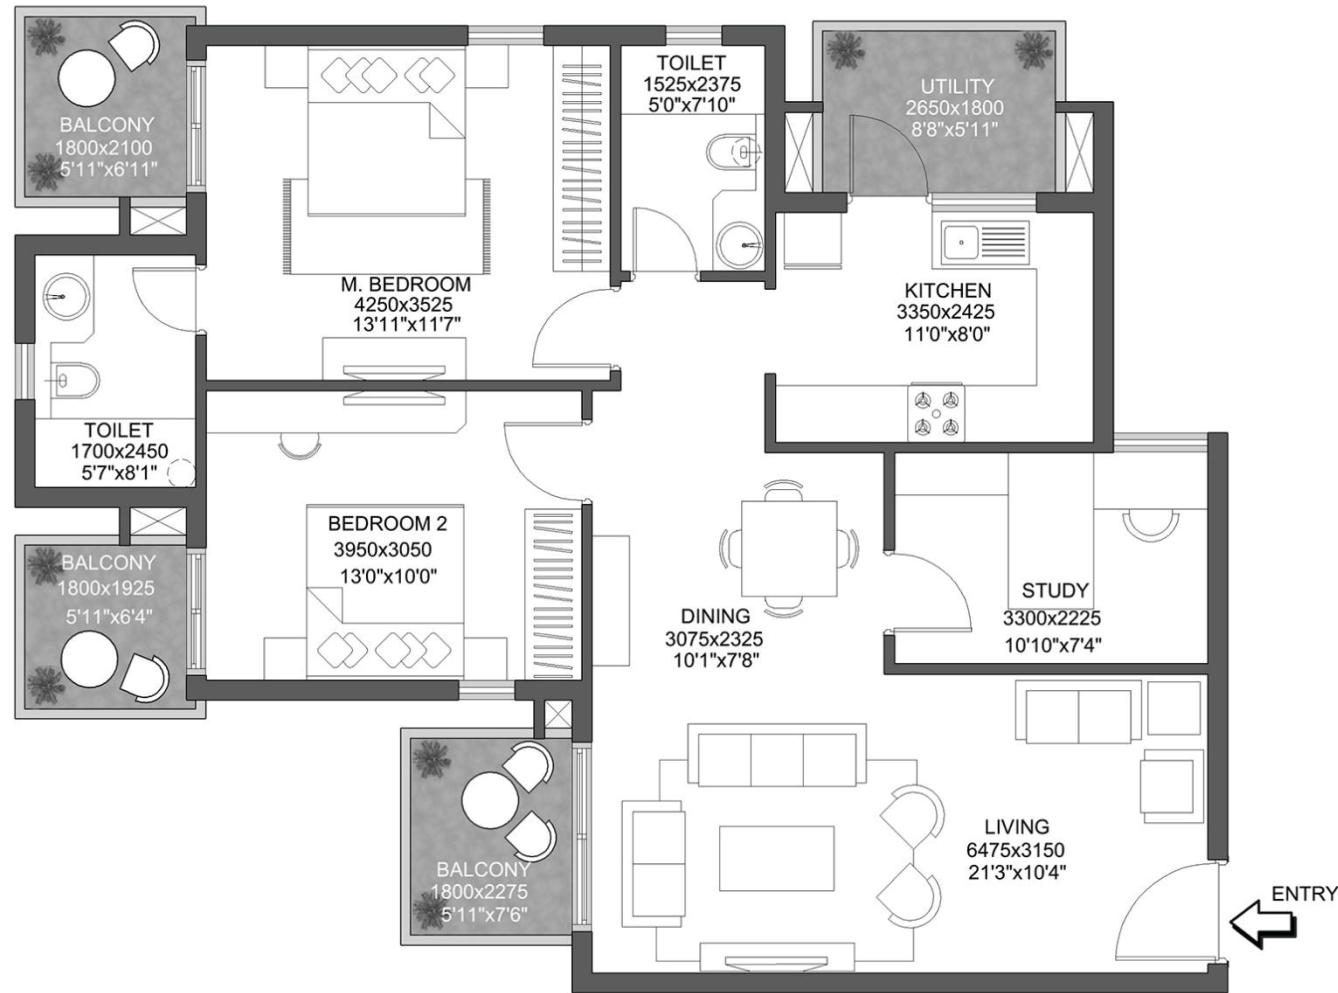 BALCONY
1800x2100
5'11"x6'11"
TOILET
1525x2375
5'0"x7'10"
UTILITY
2650x1800
8'8"x5'11"
M. BEDROOM
4250x3525
13'11"x11'7"
KITCHEN
3350x2425
11'0"x8'0"
TOILET
1700x2450
5'7"x8'1"
BEDROOM 2
3950x3050
13'0"x10'0"
BALCONY
1800x1925
5'11"x6'4"
DINING
3075x2325
10'1"x7'8"
STUDY
3300x2225
10'10"x7'4"
LIVING
6475x3150
21'3"x10'4"
BALCONY
1800x2275
5'11"x7'6"
ENTRY